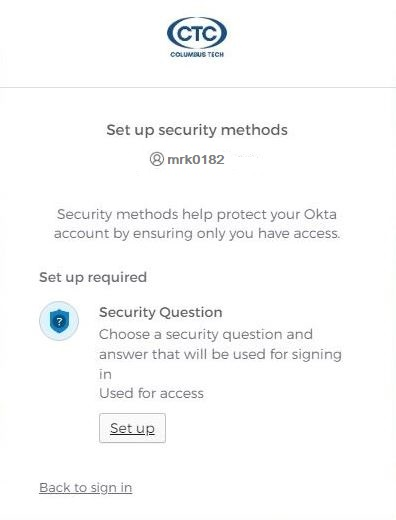 CTC
COLUMBUS TECH
Set up security methods
mrk0182
Security methods help protect your Okta
account by ensuring only you have access.
Set up required
?
Security Question
Choose a security question and
answer that will be used for signing
in
Used for access
Set up
Back to sign in